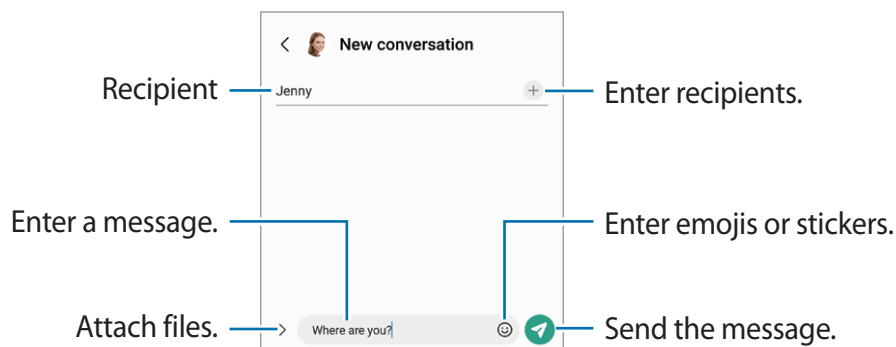 New conversation
Recipient
Jenny
Enter recipients.
Enter a message.
Enter emojis or stickers.
Attach files.
Where are you?
Send the message.